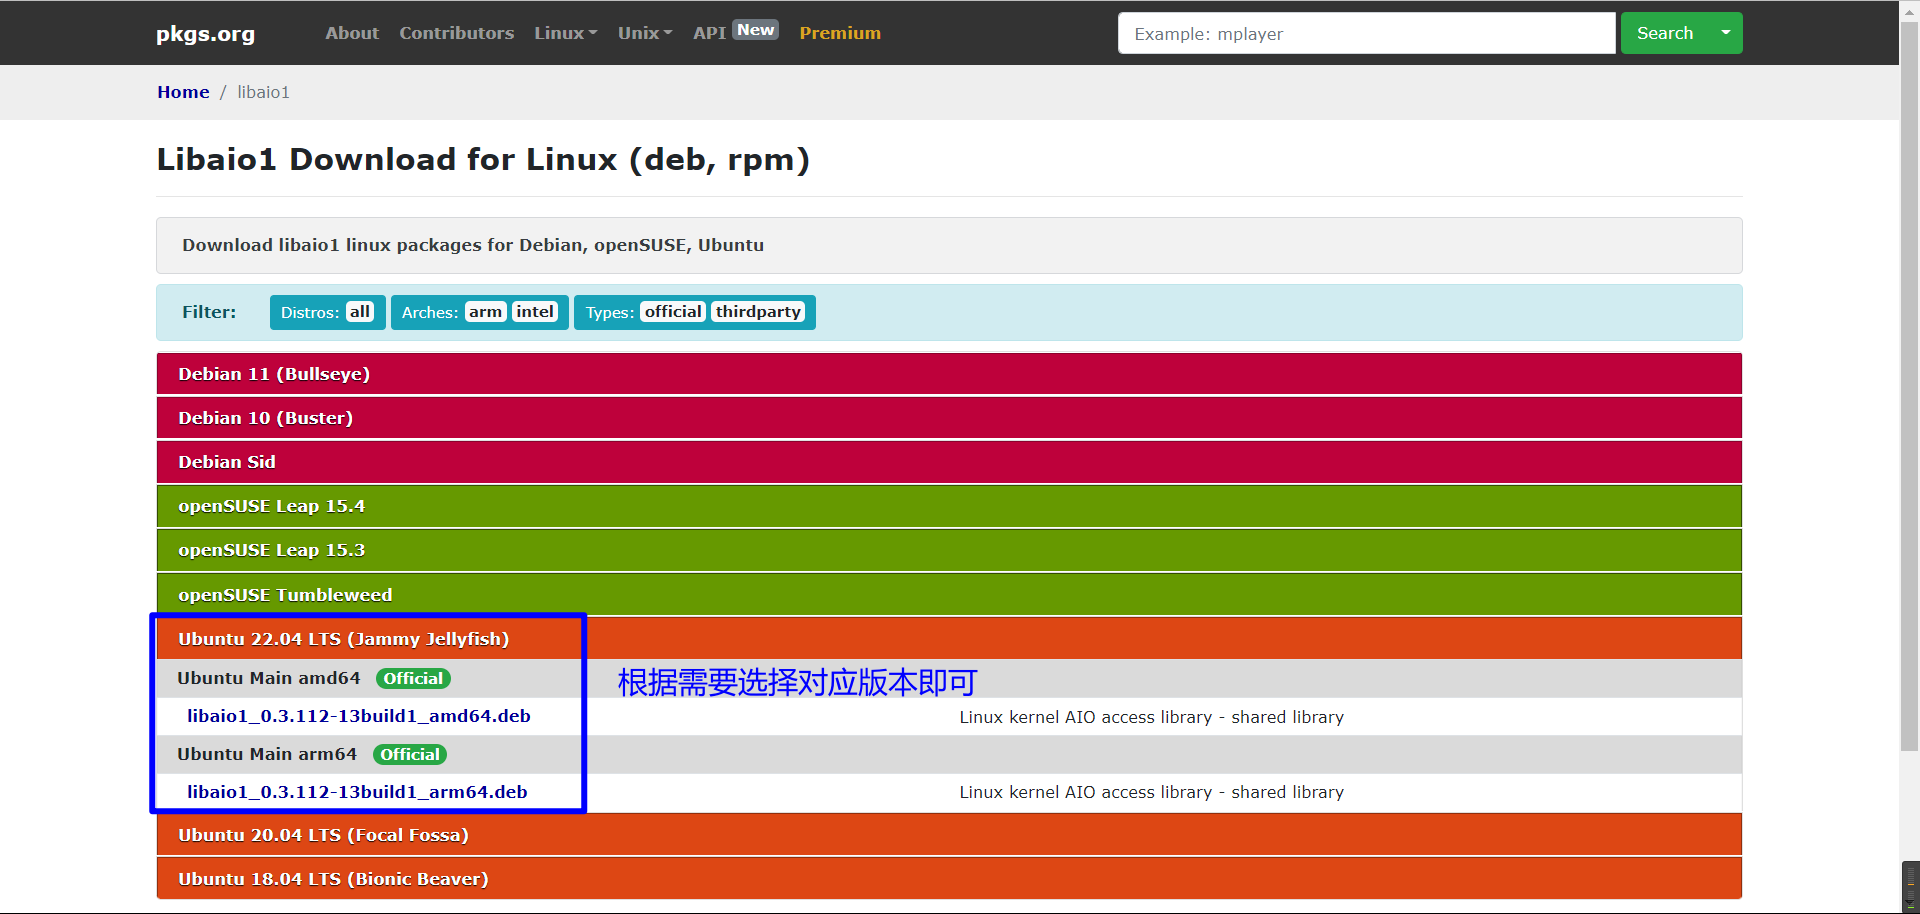 pkgs.org About Contributors Linux Unix API New Premium Example: mplayer Search
Home / libaio1
Libaio1 Download for Linux (deb, rpm)
Download libaio1 linux packages for Debian, openSUSE, Ubuntu
Filter: Distros: all Arches: arm intel Types: official thirdparty
Debian 11 (Bullseye)
Debian 10 (Buster)
Debian Sid
openSUSE Leap 15.4
openSUSE Leap 15.3
openSUSE Tumbleweed
Ubuntu 22.04 LTS (Jammy Jellyfish)
Ubuntu Main amd64 Official
根据需要选择对应版本即可
libaio1_0.3.112-13build1_amd64.deb Linux kernel AIO access library - shared library
Ubuntu Main arm64 Official
libaio1_0.3.112-13build1_arm64.deb Linux kernel AIO access library - shared library
Ubuntu 20.04 LTS (Focal Fossa)
Ubuntu 18.04 LTS (Bionic Beaver)